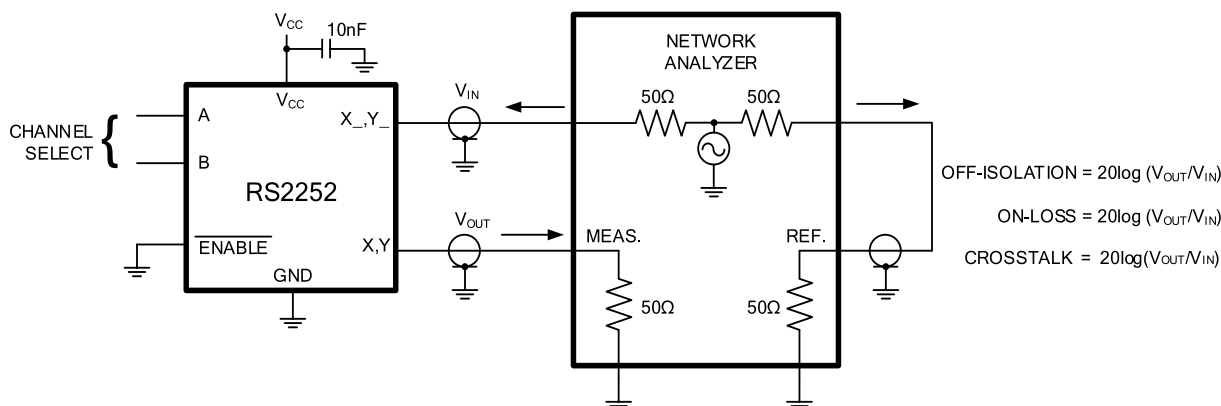 VCC
10nF
VCC
CHANNEL
SELECT
{
A
B
ENABLE
RS2252
GND
X_,Y_
X,Y
VIN
VOUT
NETWORK
ANALYZER
50Ω
50Ω
MEAS.
REF.
50Ω
50Ω
OFF-ISOLATION = 20log (VOUT/VIN)
ON-LOSS = 20log (VOUT/VIN)
CROSSTALK = 20log(VOUT/VIN)